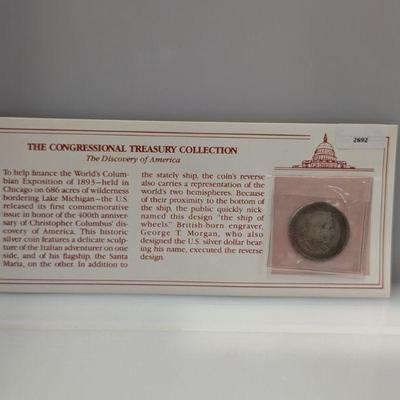 THE CONGRESSIONAL TREASURY COLLECTION
The Discovery of America
To help finance the World's Colum-
bian Exposition of 1893—held in
Chicago on 686 acres of wilderness
bordering Lake Michigan—the U.S.
released its first commemorative
issue in honor of the 400th anniver-
sary of Christopher Columbus' dis-
covery of America. This historic
silver coin features a delicate sculp-
ture of the Italian adventurer on one
side, and of his flagship, the Santa
Maria, on the other. In addition to
the stately ship, the coin's reverse
also carries a representation of the
world's two hemispheres. Because
of their proximity to the bottom of
the ship, the public quickly nick-
named this design "the ship of
wheels." British-born engraver,
George T. Morgan, who also
designed the U.S. silver dollar bear-
ing his name, executed the reverse
design.
2692